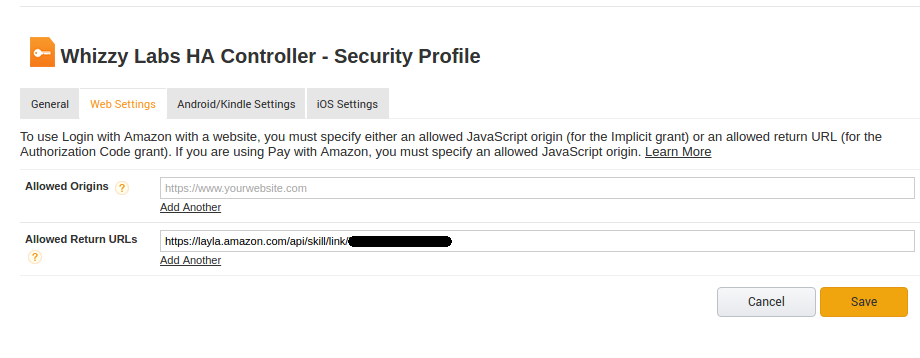 Whizzy Labs HA Controller - Security Profile
General Web Settings Android/Kindle Settings iOS Settings
To use Login with Amazon with a website, you must specify either an allowed JavaScript origin (for the Implicit grant) or an allowed return URL (for the
Authorization Code grant). If you are using Pay with Amazon, you must specify an allowed JavaScript origin. Learn More
Allowed Origins ? https://www.yourwebsite.com
Add Another
Allowed Return URLs https://layla.amazon.com/api/skill/link/
? Add Another
Cancel Save